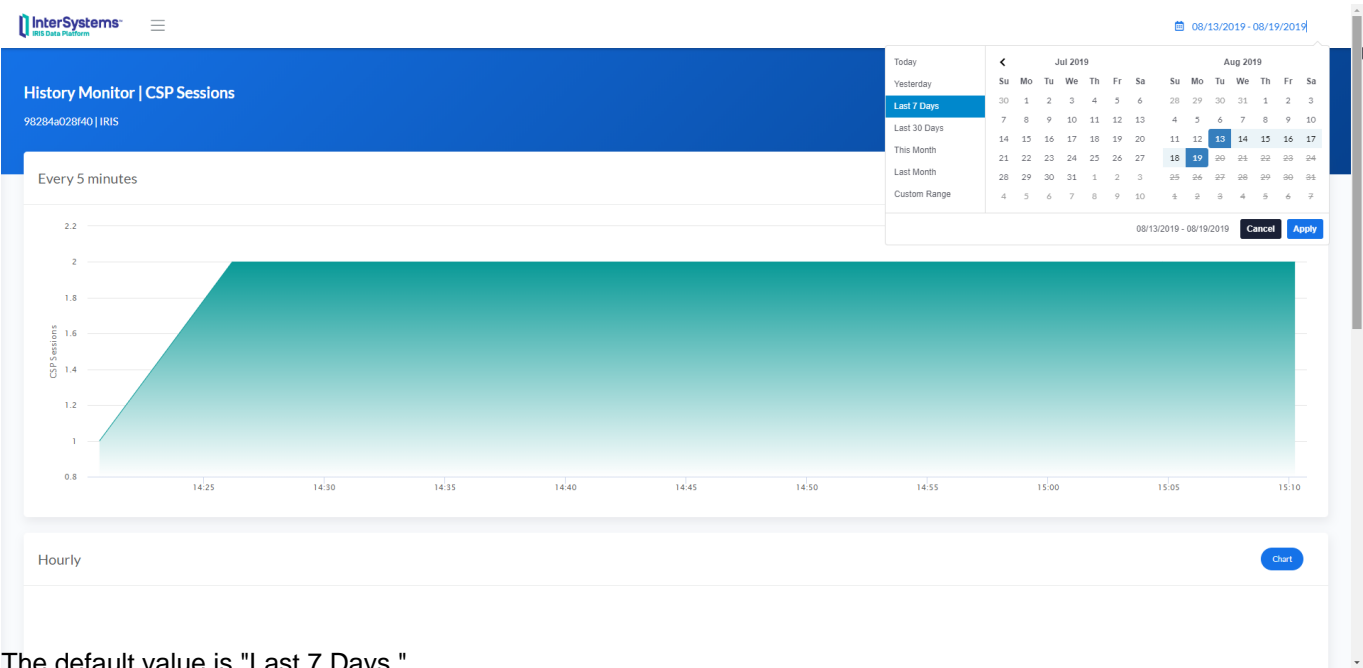 InterSystems™
IRIS Data Platform
08/13/2019 - 08/19/2019
History Monitor | CSP Sessions
98284a028f40 | IRIS
Today
Yesterday
Last 7 Days
Last 30 Days
This Month
Last Month
Custom Range
Jul 2019
Su Mo Tu We Th Fr Sa
30 1 2 3 4 5 6
7 8 9 10 11 12 13
14 15 16 17 18 19 20
21 22 23 24 25 26 27
28 29 30 31 1 2 3
4 5 6 7 8 9 10
Aug 2019
Su Mo Tu We Th Fr Sa
28 29 30 31 1 2 3
4 5 6 7 8 9 10
11 12 13 14 15 16 17
18 19 20 21 22 23 24
25 26 27 28 29 30 31
1 2 3 4 5 6 7
08/13/2019 - 08/19/2019 Cancel Apply
Every 5 minutes
CSP Sessions
2.2
2
1.8
1.6
1.4
1.2
1
0.8
14:25 14:30 14:35 14:40 14:45 14:50 14:55 15:00 15:05 15:10
Hourly
Chart
The default value is "Last 7 Days."